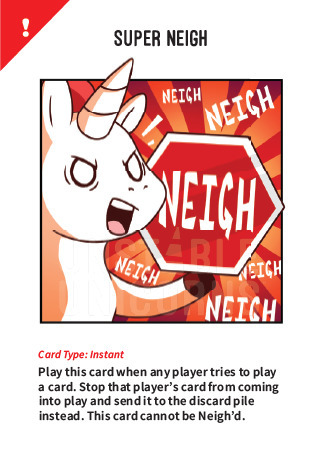 !
SUPER NEIGH
NEIGH
NEIGH
NEIGH
NEIGH
NEIGH
NEIGH
UNSTABLE
UNICORNS
Card Type: Instant
Play this card when any player tries to play
a card. Stop that player's card from coming
into play and send it to the discard pile
instead. This card cannot be Neigh'd.